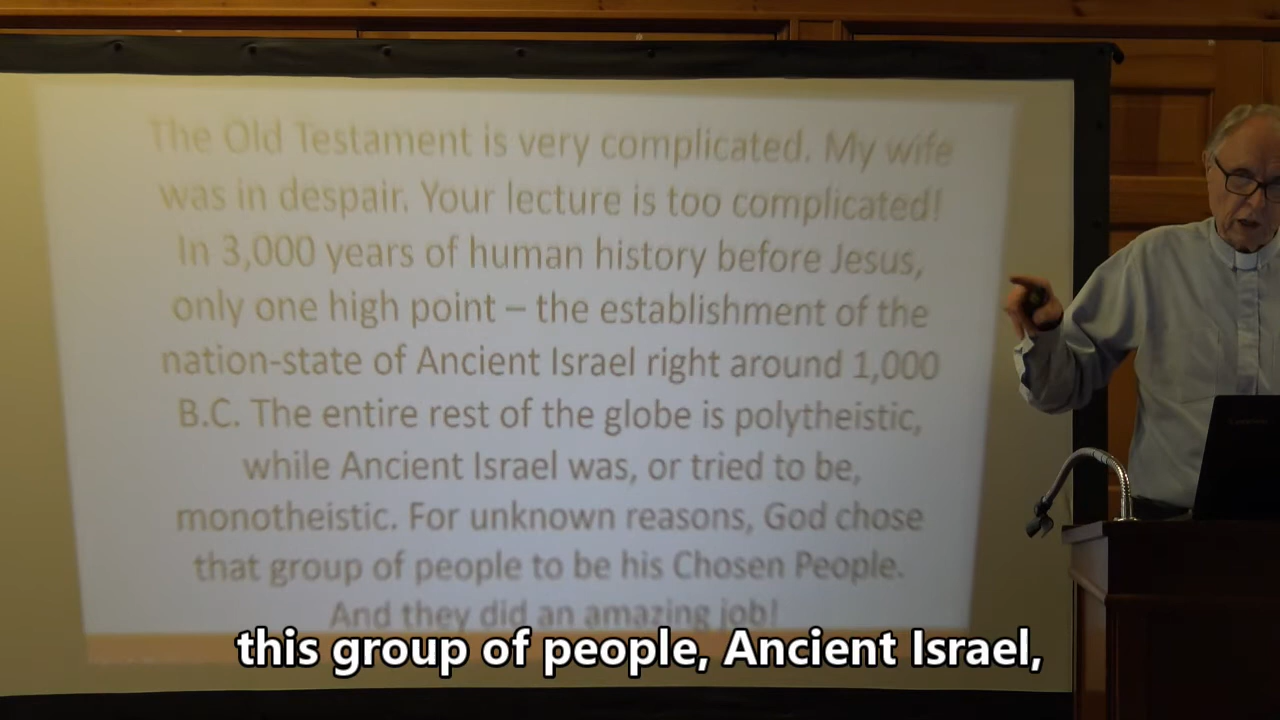 The Old Testament is very complicated. My wife
was in despair. Your lecture is too complicated!
In 3,000 years of human history before Jesus,
only one high point – the establishment of the
nation-state of Ancient Israel right around 1,000
B.C. The entire rest of the globe is polytheistic,
while Ancient Israel was, or tried to be,
monotheistic. For unknown reasons, God chose
that group of people to be his Chosen People.
And they did an amazing job!
this group of people, Ancient Israel,